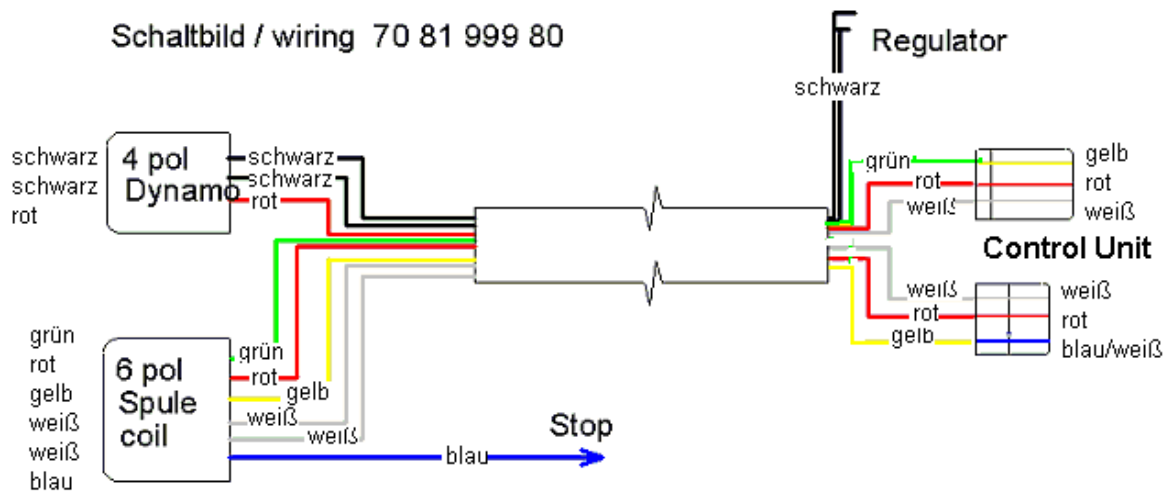 Schaltbild / wiring 70 81 999 80
Regulator
schwarz
schwarz
schwarz
rot
4 pol
Dynamo
schwarz
schwarz
rot
grün
rot
weiß
gelb
rot
weiß
Control Unit
weiß
rot
gelb
weiß
rot
blau/weiß
grün
rot
gelb
weiß
weiß
blau
6 pol
Spule
coil
grün
rot
gelb
weiß
weiß
blau
Stop